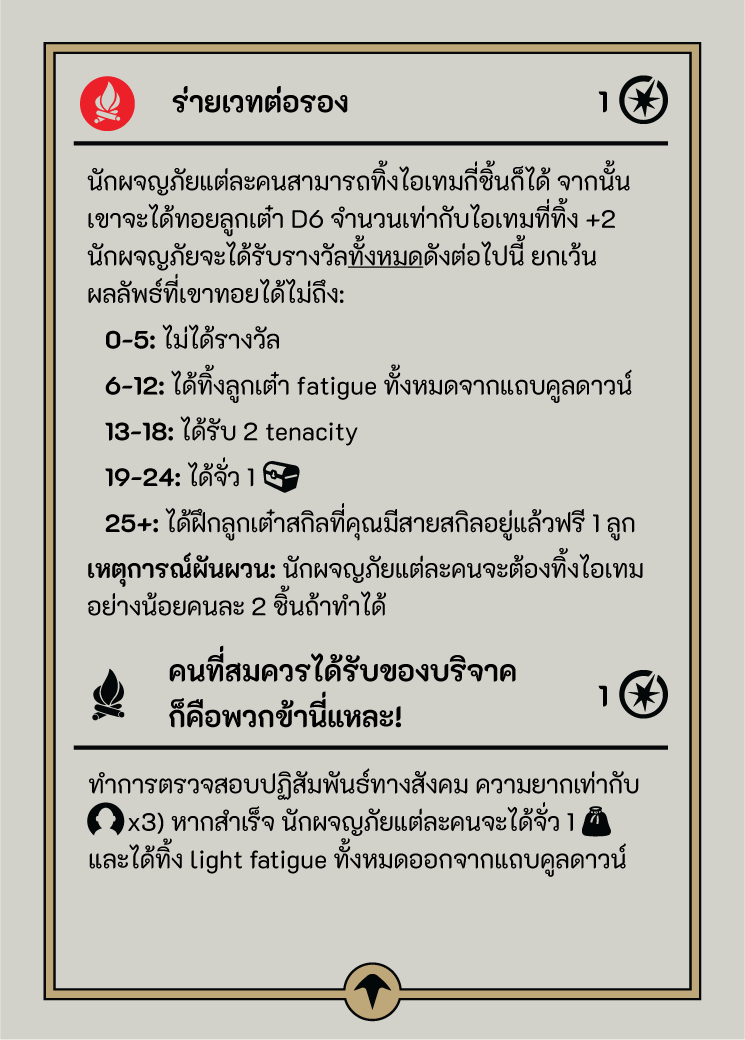 ร่ายเวทต่อรอง 1
นักผจญภัยแต่ละคนสามารถทิ้งไอเทมกี่ชิ้นก็ได้ จากนั้น
เขาจะได้ทอยลูกเต๋า D6 จำนวนเท่ากับไอเทมที่ทิ้ง +2
นักผจญภัยจะได้รับรางวัลทั้งหมดดังต่อไปนี้ ยกเว้น
ผลลัพธ์ที่เขาทอยได้ไม่ถึง:
0-5: ไม่ได้รางวัล
6-12: ได้ทิ้งลูกเต๋า fatigue ทั้งหมดจากแถบคูลดาวน์
13-18: ได้รับ 2 tenacity
19-24: ได้จั่ว 1
25+: ได้ฝึกลูกเต๋าสกิลที่คุณมีสายสกิลอยู่แล้วฟรี 1 ลูก
เหตุการณ์ผันผวน: นักผจญภัยแต่ละคนจะต้องทิ้งไอเทม
อย่างน้อยคนละ 2 ชิ้นถ้าทำได้
คนที่สมควรได้รับของบริจาค
ก็คือพวกข้านี่แหละ! 1
ทำการตรวจสอบปฏิสัมพันธ์ทางสังคม ความยากเท่ากับ
x3) หากสำเร็จ นักผจญภัยแต่ละคนจะได้จั่ว 1
และได้ทิ้ง light fatigue ทั้งหมดออกจากแถบคูลดาวน์